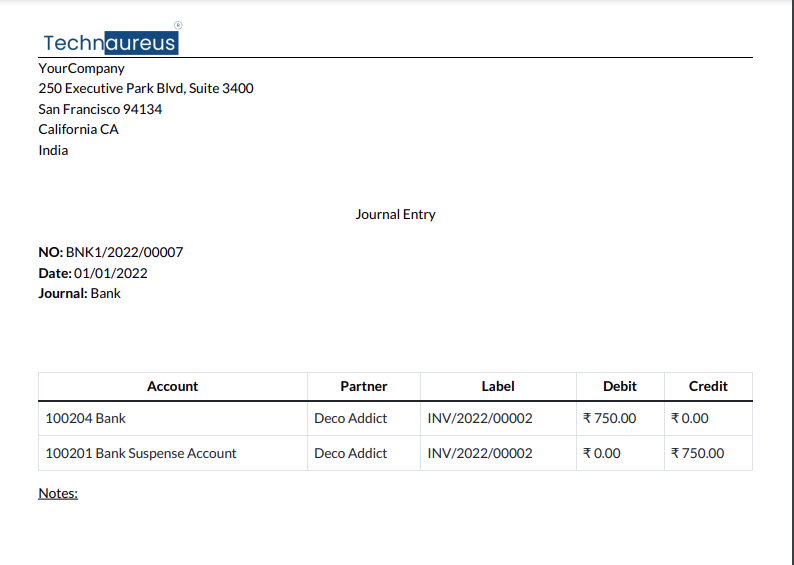 Technaureus®
YourCompany
250 Executive Park Blvd, Suite 3400
San Francisco 94134
California CA
India
Journal Entry
NO: BNK1/2022/00007
Date: 01/01/2022
Journal: Bank
Account Partner Label Debit Credit
100204 Bank Deco Addict INV/2022/00002 ₹ 750.00 ₹ 0.00
100201 Bank Suspense Account Deco Addict INV/2022/00002 ₹ 0.00 ₹ 750.00
Notes: